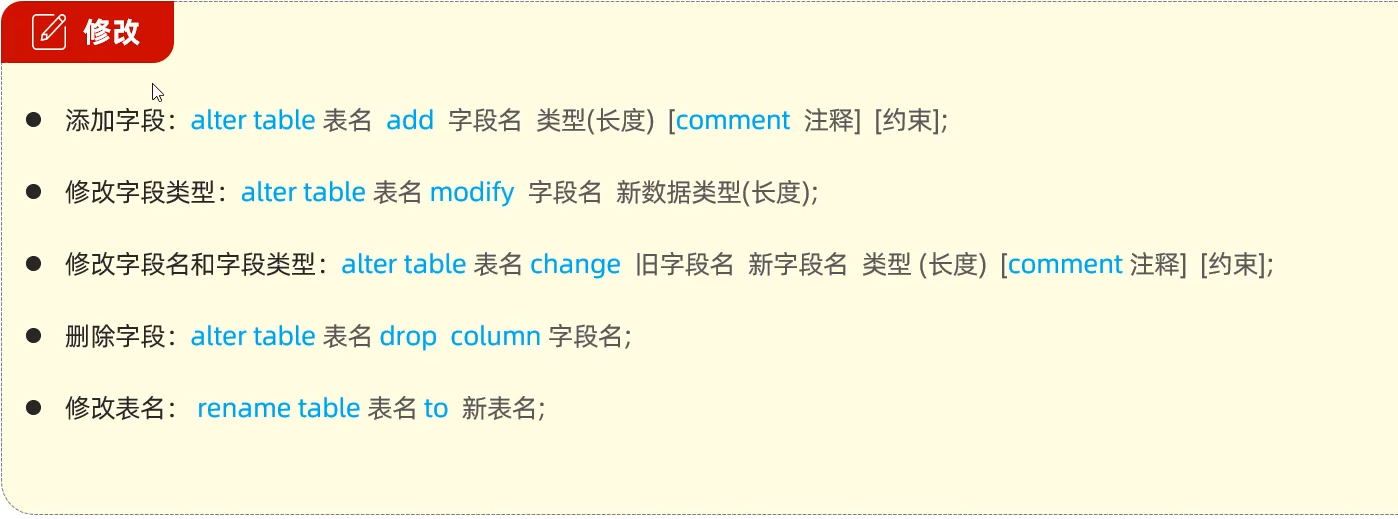 修改
添加字段：alter table 表名 add 字段名 类型(长度) [comment 注释] [约束];
修改字段类型：alter table 表名 modify 字段名 新数据类型(长度);
修改字段名和字段类型：alter table 表名 change 旧字段名 新字段名 类型 (长度) [comment 注释] [约束];
删除字段：alter table 表名 drop column 字段名;
修改表名： rename table 表名 to 新表名;